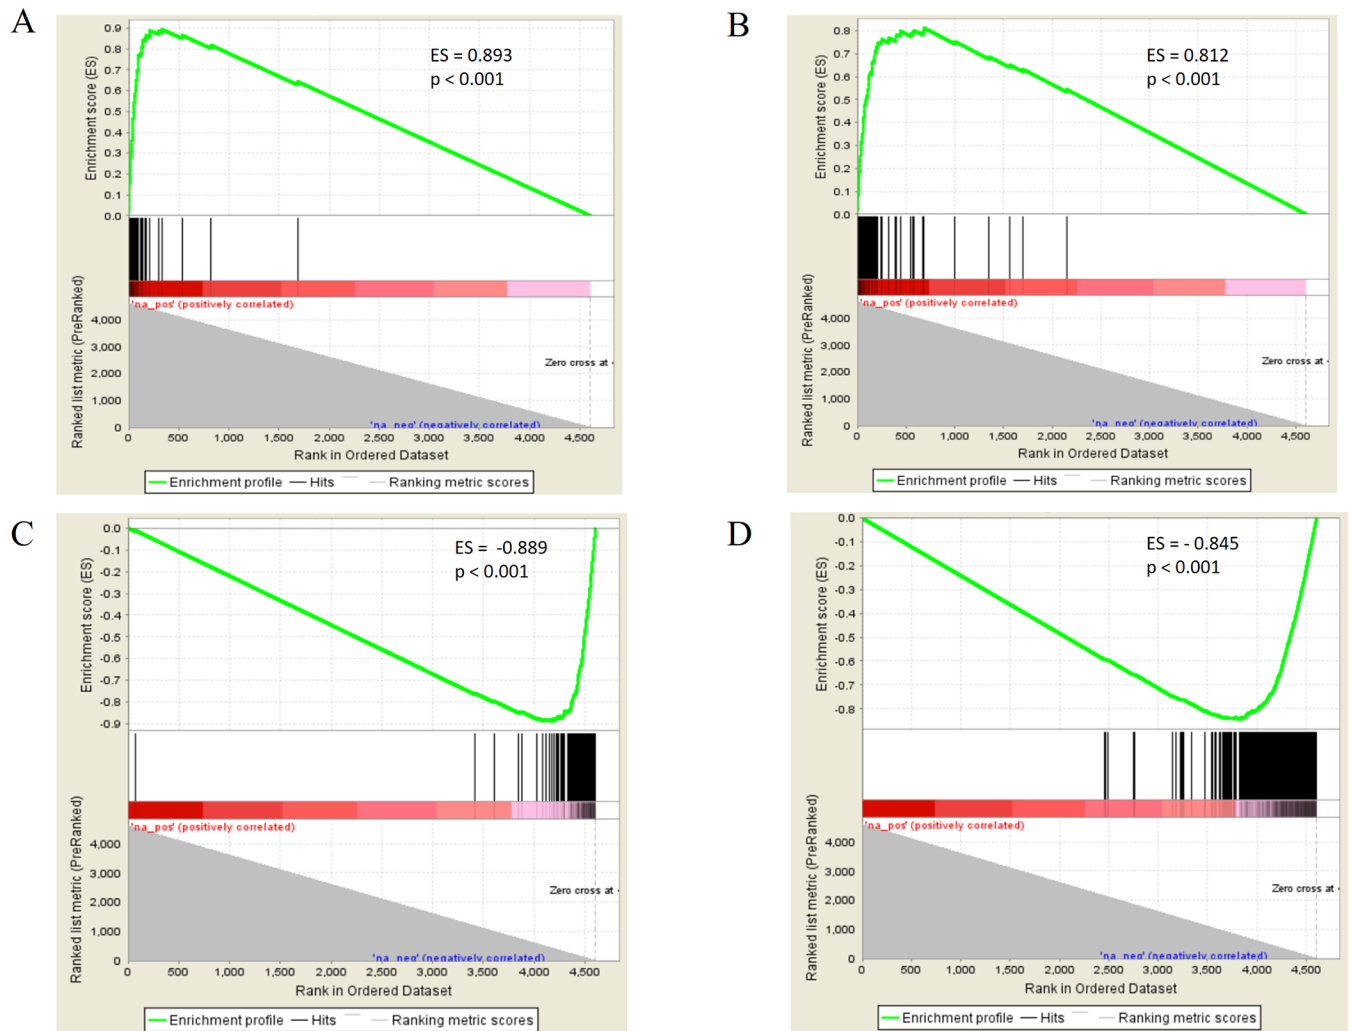 A
Enrichment score (ES)
0.9
0.8
0.7
0.6
0.5
0.4
0.3
0.2
0.1
0.0
ES = 0.893
p < 0.001
'na_pos' (positively correlated)
Ranked list metric (PreRanked)
4,000
3,000
2,000
1,000
0
Zero cross at
'na_neg' (negatively correlated)
0 500 1,000 1,500 2,000 2,500 3,000 3,500 4,000 4,500
Rank in Ordered Dataset
Enrichment profile Hits Ranking metric scores
B
Enrichment score (ES)
0.8
0.7
0.6
0.5
0.4
0.3
0.2
0.1
0.0
ES = 0.812
p < 0.001
'na_pos' (positively correlated)
Ranked list metric (PreRanked)
4,000
3,000
2,000
1,000
0
Zero cross at
'na_neg' (negatively correlated)
0 500 1,000 1,500 2,000 2,500 3,000 3,500 4,000 4,500
Rank in Ordered Dataset
Enrichment profile Hits Ranking metric scores
C
Enrichment score (ES)
0.0
-0.1
-0.2
-0.3
-0.4
-0.5
-0.6
-0.7
-0.8
-0.9
ES = -0.889
p < 0.001
'na_pos' (positively correlated)
Ranked list metric (PreRanked)
4,000
3,000
2,000
1,000
0
Zero cross at
'na_neg' (negatively correlated)
0 500 1,000 1,500 2,000 2,500 3,000 3,500 4,000 4,500
Rank in Ordered Dataset
Enrichment profile Hits Ranking metric scores
D
Enrichment score (ES)
0.0
-0.1
-0.2
-0.3
-0.4
-0.5
-0.6
-0.7
-0.8
ES = - 0.845
p < 0.001
'na_pos' (positively correlated)
Ranked list metric (PreRanked)
4,000
3,000
2,000
1,000
0
Zero cross at
'na_neg' (negatively correlated)
0 500 1,000 1,500 2,000 2,500 3,000 3,500 4,000 4,500
Rank in Ordered Dataset
Enrichment profile Hits Ranking metric scores